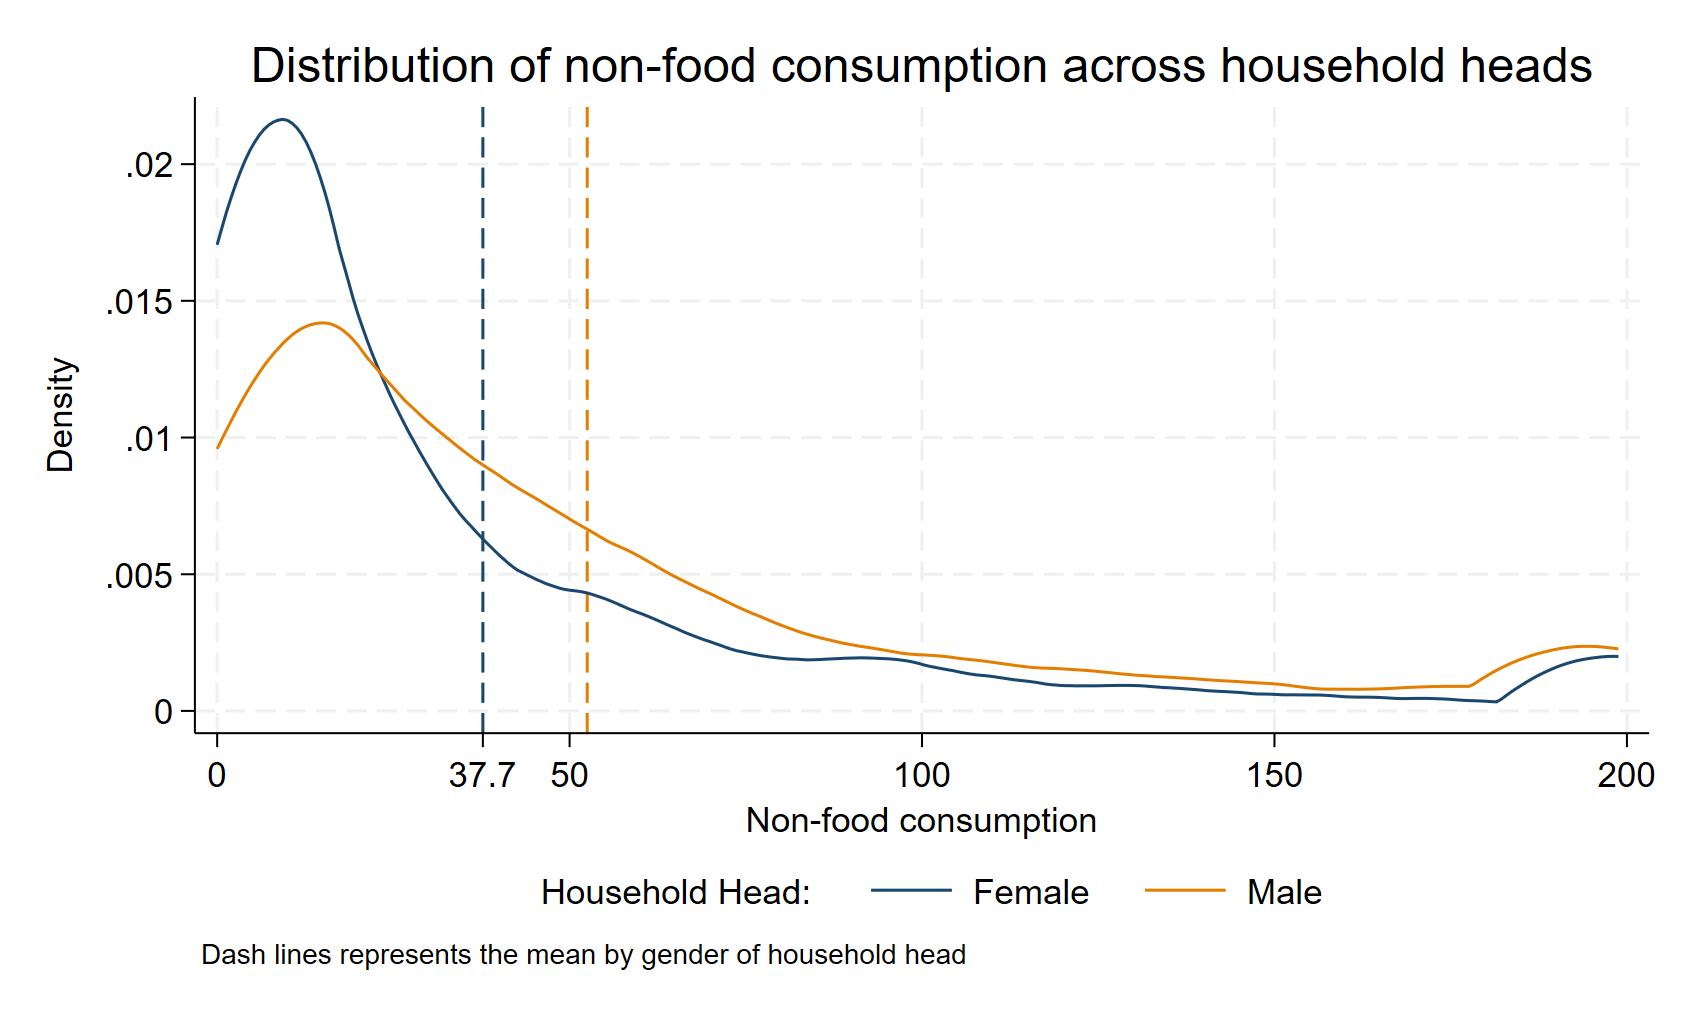 Distribution of non-food consumption across household heads
.02
.015
.01
.005
0
Density
0 37.7 50 100 150 200
Non-food consumption
Household Head: Female Male
Dash lines represents the mean by gender of household head